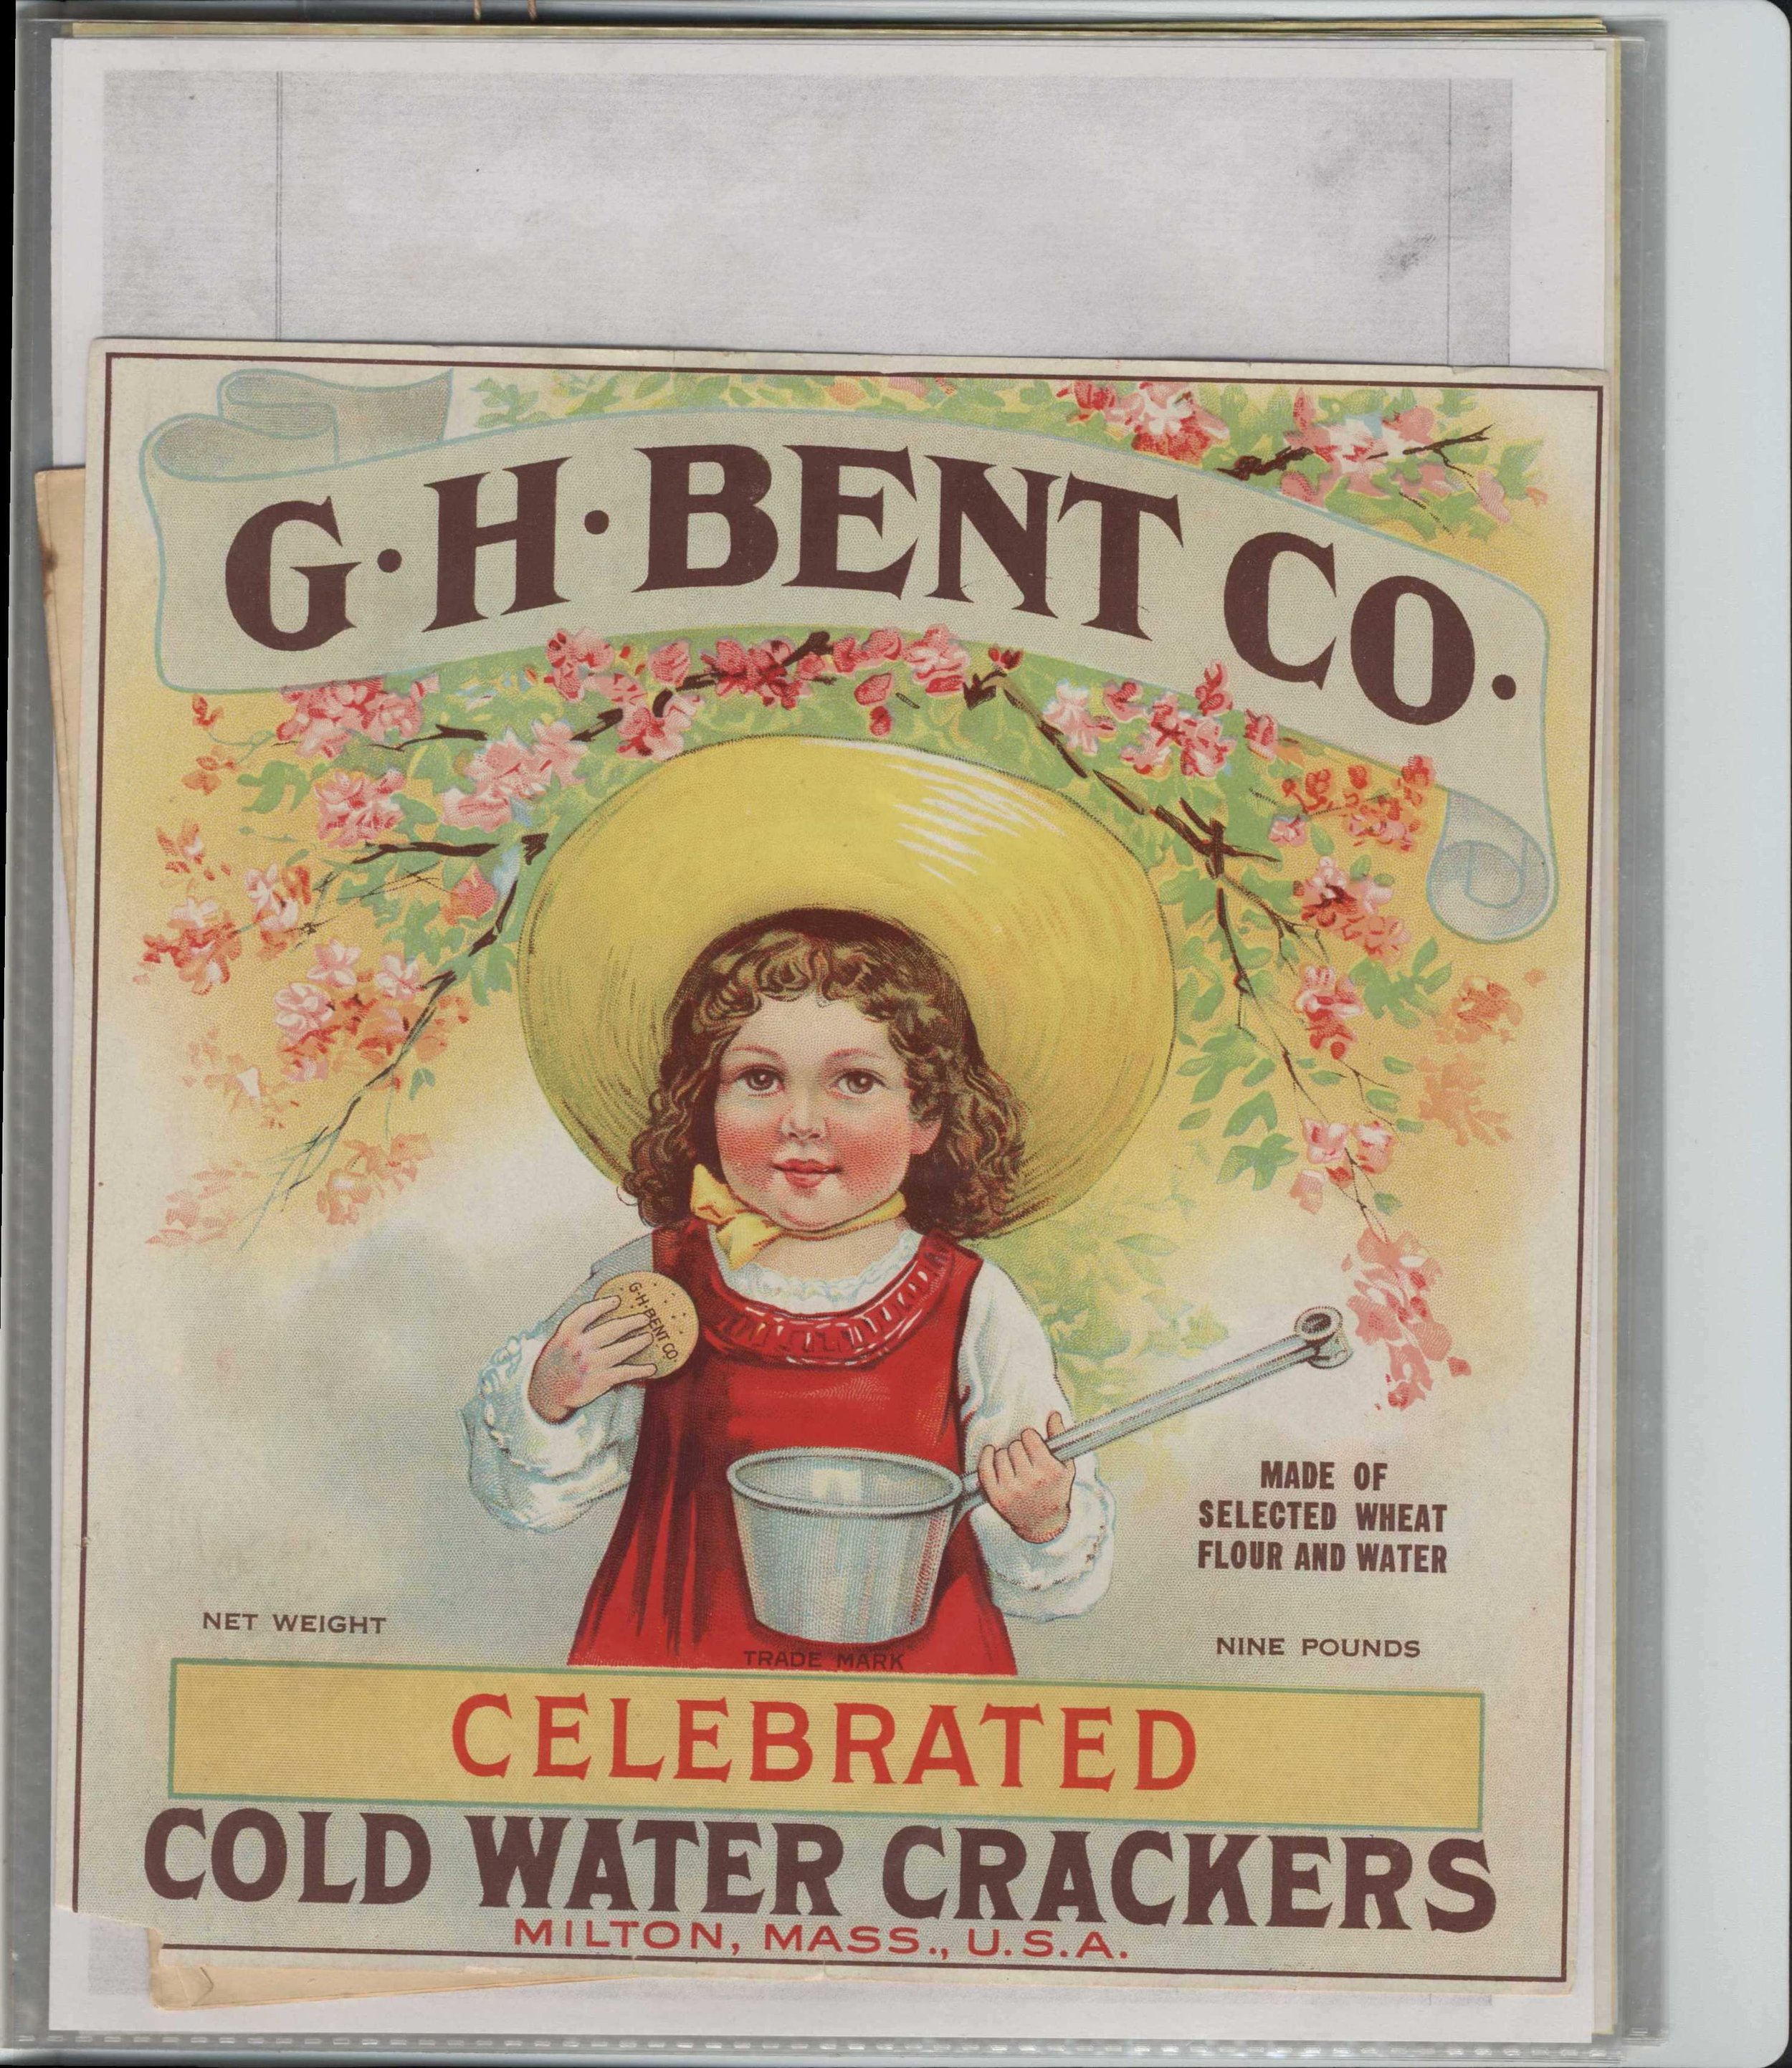 G·H·BENT CO.
G·H·BENT CO.
MADE OF
SELECTED WHEAT
FLOUR AND WATER
NET WEIGHT
NINE POUNDS
TRADE MARK
CELEBRATED
COLD WATER CRACKERS
MILTON, MASS., U.S.A.